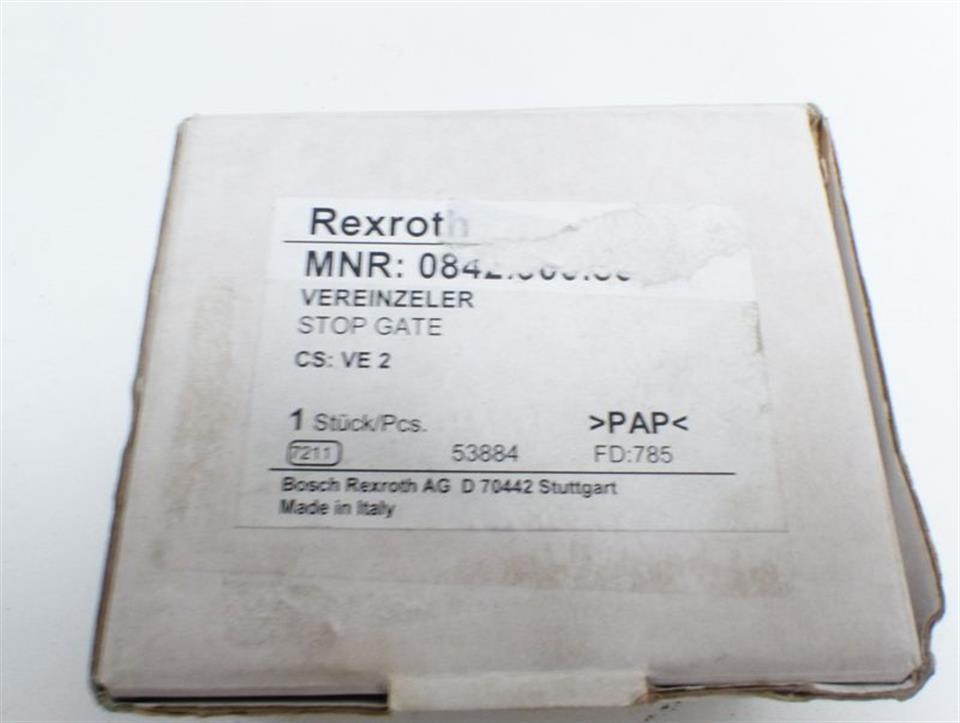 Rexroth
MNR:
VEREINZELER
STOP GATE
CS: VE 2
1 Stück/Pcs. >PAP<
7211 53884 FD:785
Bosch Rexroth AG D 70442 Stuttgart
Made in Italy